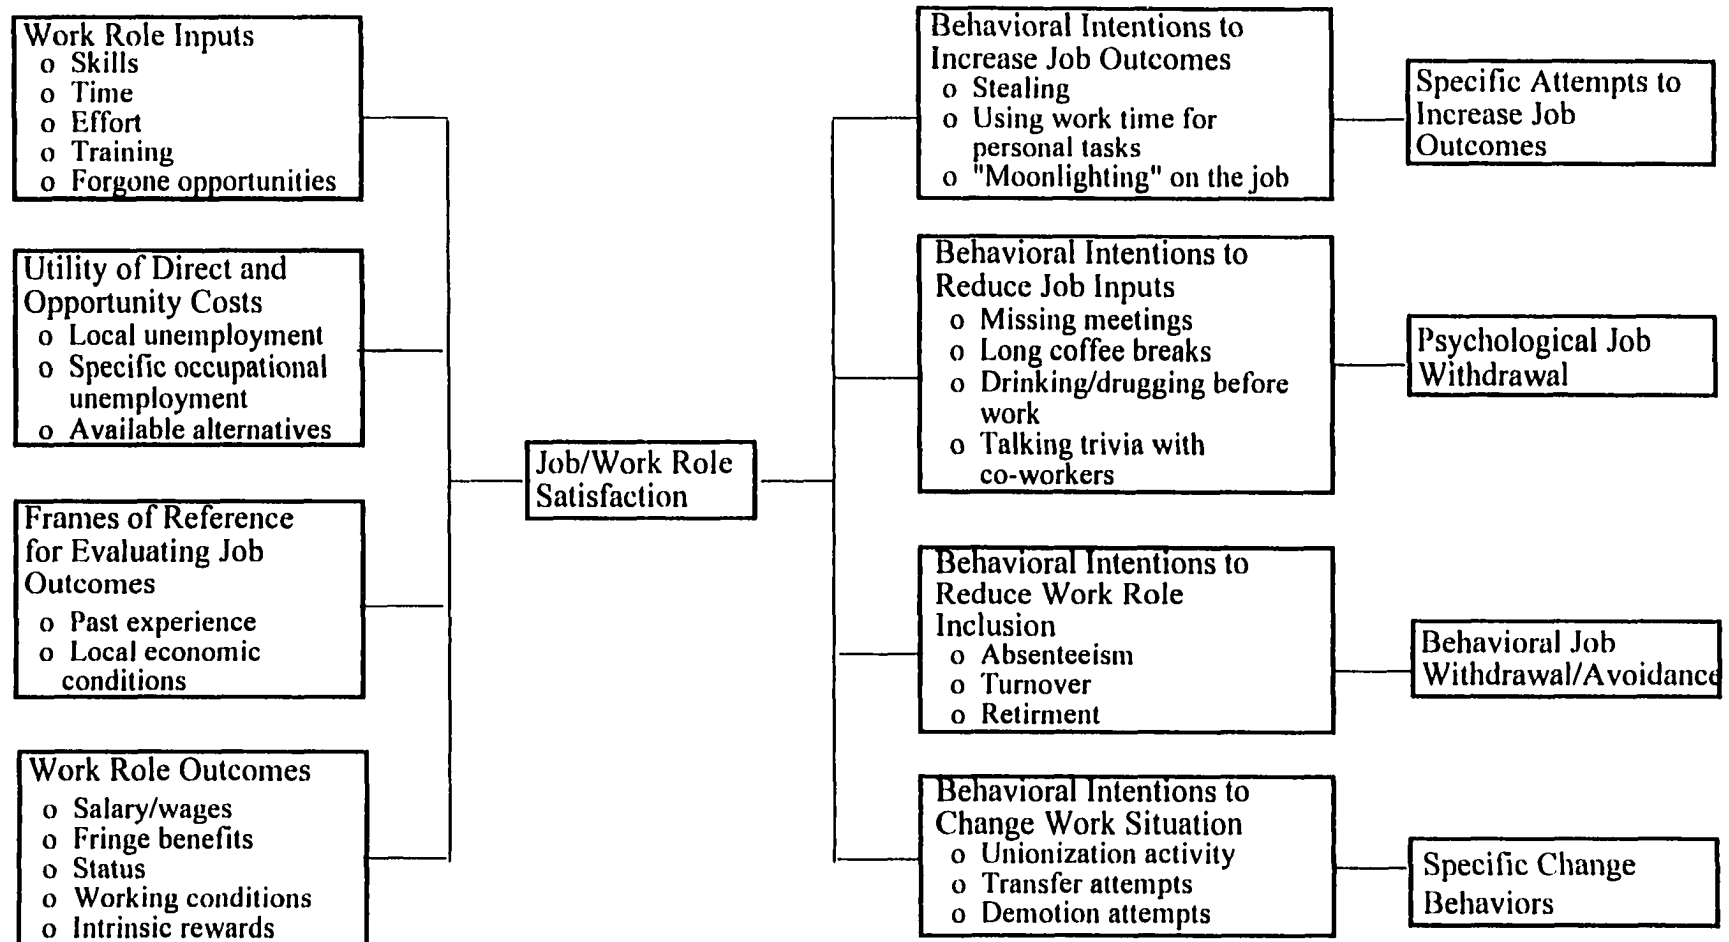 Work Role Inputs
o Skills
o Time
o Effort
o Training
o Forgone opportunities
Utility of Direct and
Opportunity Costs
o Local unemployment
o Specific occupational
unemployment
o Available alternatives
Frames of Reference
for Evaluating Job
Outcomes
o Past experience
o Local economic
conditions
Work Role Outcomes
o Salary/wages
o Fringe benefits
o Status
o Working conditions
o Intrinsic rewards
Job/Work Role
Satisfaction
Behavioral Intentions to
Increase Job Outcomes
o Stealing
o Using work time for
personal tasks
o "Moonlighting" on the job
Behavioral Intentions to
Reduce Job Inputs
o Missing meetings
o Long coffee breaks
o Drinking/drugging before
work
o Talking trivia with
co-workers
Behavioral Intentions to
Reduce Work Role
Inclusion
o Absenteeism
o Turnover
o Retirment
Behavioral Intentions to
Change Work Situation
o Unionization activity
o Transfer attempts
o Demotion attempts
Specific Attempts to
Increase Job
Outcomes
Psychological Job
Withdrawal
Behavioral Job
Withdrawal/Avoidance
Specific Change
Behaviors